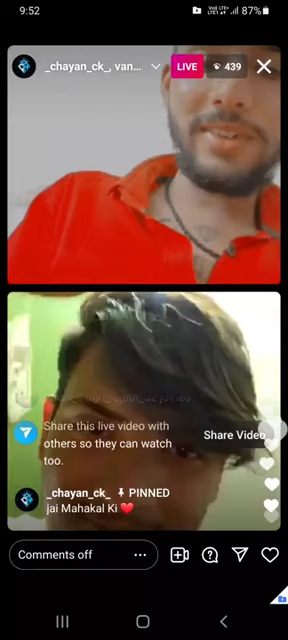 9:52
87%
_chayan_ck_, van...
LIVE
439
Share this live video with
others so they can watch
too.
Share Video
_chayan_ck_ PINNED
jai Mahakal Ki ❤️
Comments off